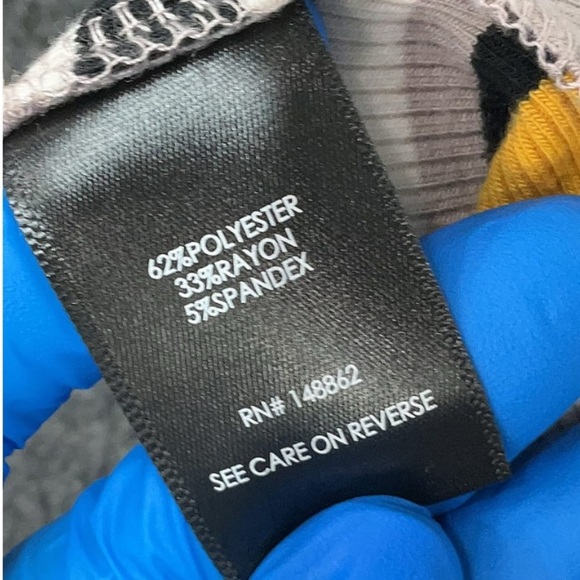 62%POLYESTER
33%RAYON
5%SPANDEX
RN# 148862
SEE CARE ON REVERSE